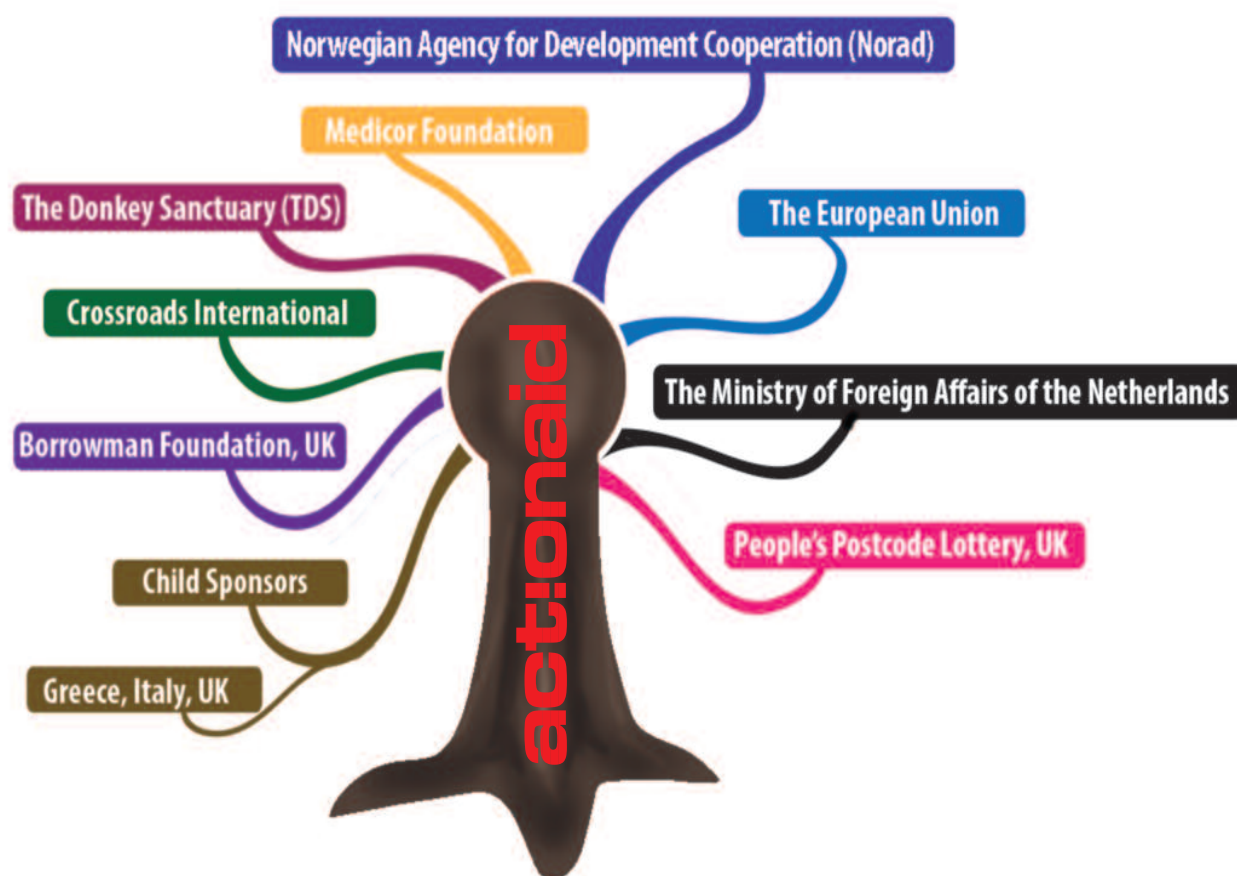 Norwegian Agency for Development Cooperation (Norad)
Medicor Foundation
The Donkey Sanctuary (TDS)
The European Union
Crossroads International
The Ministry of Foreign Affairs of the Netherlands
Borrowman Foundation, UK
People's Postcode Lottery, UK
Child Sponsors
Greece, Italy, UK
actionaid